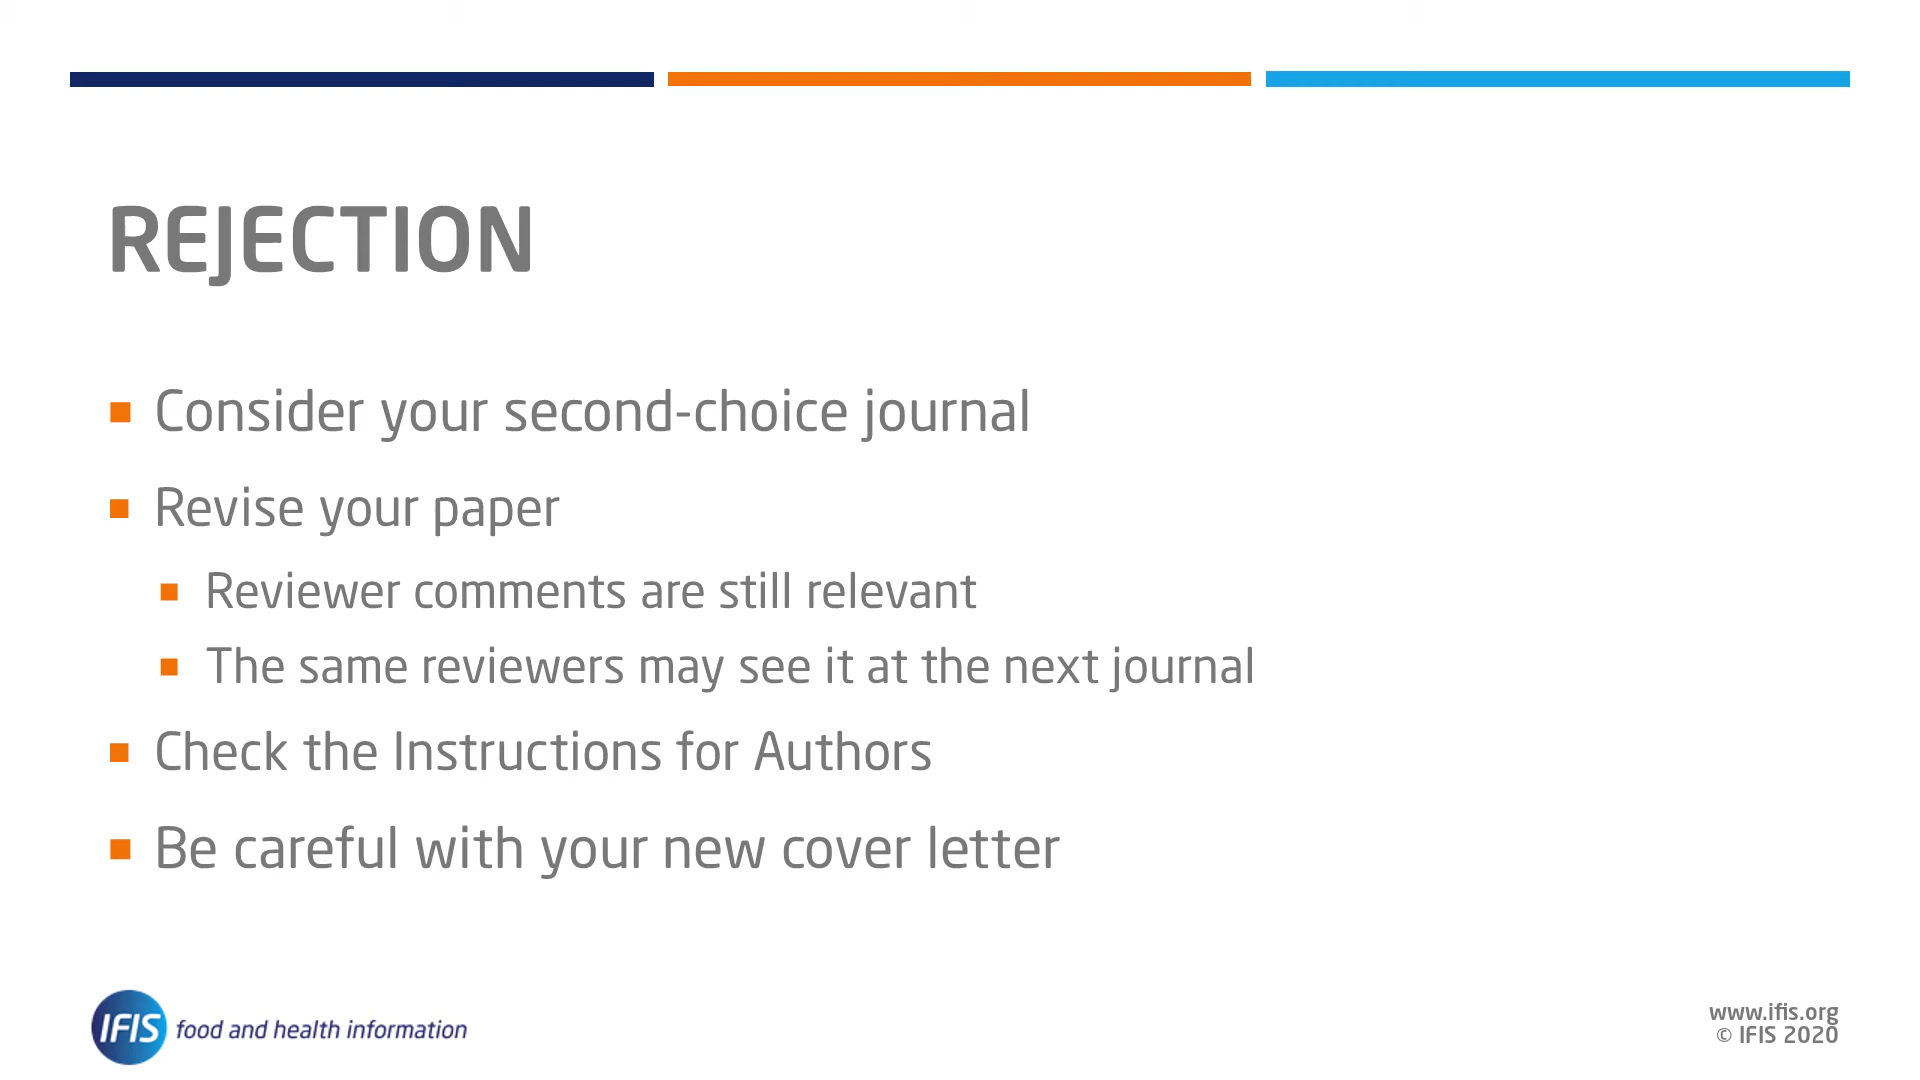 REJECTION
Consider your second-choice journal
Revise your paper
Reviewer comments are still relevant
The same reviewers may see it at the next journal
Check the Instructions for Authors
Be careful with your new cover letter
IFIS food and health information
www.ifis.org
© IFIS 2020